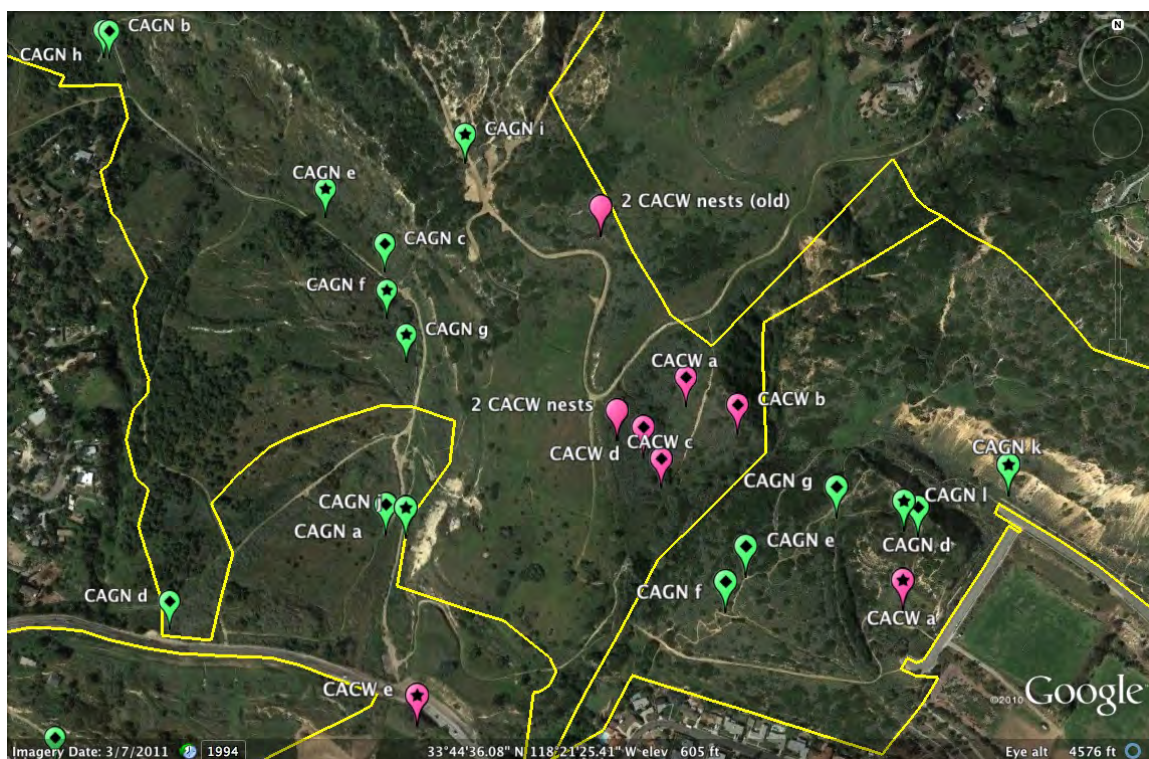 CAGN b
N
CAGN h
CAGN i
CAGN e
2 CACW nests (old)
CAGN c
CAGN f
CAGN g
CACW a
2 CACW nests
CACW b
CACW c
CACW d
CAGN k
CAGN g
CAGN l
CAGN a
CAGN d
CAGN e
CAGN f
CAGN d
CACW a
CACW e
©2010 Google
Imagery Date: 3/7/2011
1994
33°44'36.08" N 118°21'25.41" W elev 605 ft
Eye alt 4576 ft